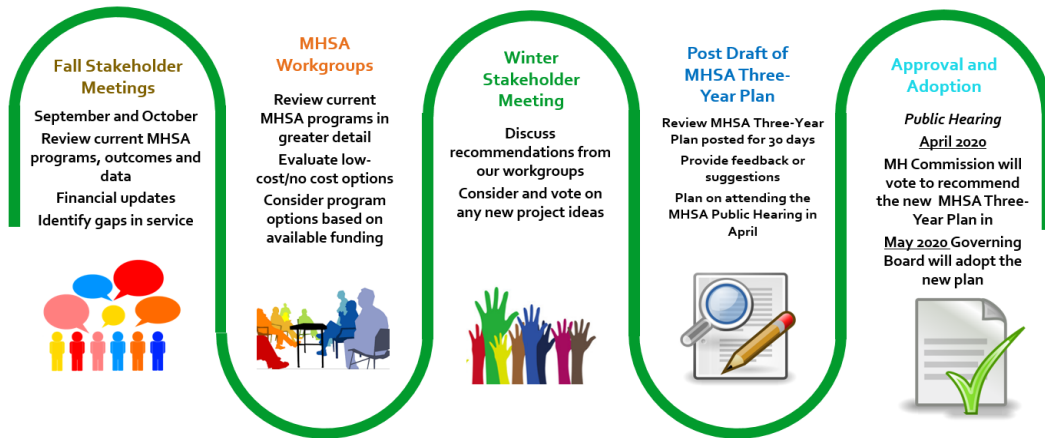 Fall Stakeholder
Meetings
September and October
Review current MHSA
programs, outcomes and
data
Financial updates
Identify gaps in service
MHSA
Workgroups
Review current
MHSA programs in
greater detail
Evaluate low-
cost/no cost options
Consider program
options based on
available funding
Winter
Stakeholder
Meeting
Discuss
recommendations from
our workgroups
Consider and vote on
any new project ideas
Post Draft of
MHSA Three-
Year Plan
Review MHSA Three-Year
Plan posted for 30 days
Provide feedback or
suggestions
Plan on attending the
MHSA Public Hearing in
April
Approval and
Adoption
Public Hearing
April 2020
MH Commission will
vote to recommend
the new MHSA Three-
Year Plan in
May 2020 Governing
Board will adopt the
new plan